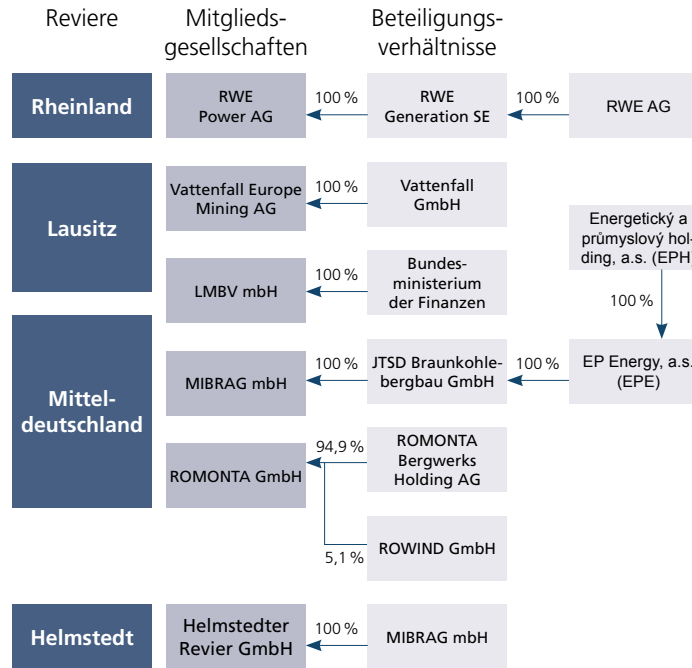 Reviere
Mitglieds-
gesellschaften
Beteiligungs-
verhältnisse
Rheinland
RWE
Power AG
100 %
RWE
Generation SE
100 %
RWE AG
Lausitz
Vattenfall Europe
Mining AG
100 %
Vattenfall
GmbH
Energetický a
průmyslový hol-
ding, a.s. (EPH)
LMBV mbH
100 %
Bundes-
ministerium
der Finanzen
100 %
Mittel-
deutschland
MIBRAG mbH
100 %
JTSD Braunkohle-
bergbau GmbH
100 %
EP Energy, a.s.
(EPE)
ROMONTA GmbH
94,9 %
ROMONTA
Bergwerks
Holding AG
5,1 %
ROWIND GmbH
Helmstedt
Helmstedter
Revier GmbH
100 %
MIBRAG mbH